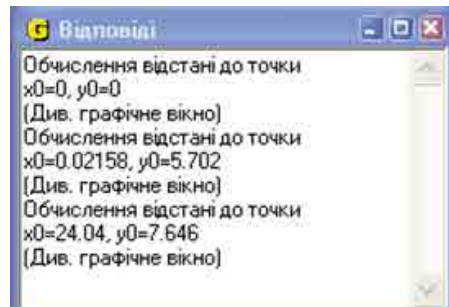 Відповіді
Обчислення відстані до точки
x0=0, y0=0
(Див. графічне вікно)
Обчислення відстані до точки
x0=0.02158, y0=5.702
(Див. графічне вікно)
Обчислення відстані до точки
x0=24.04, y0=7.646
(Див. графічне вікно)